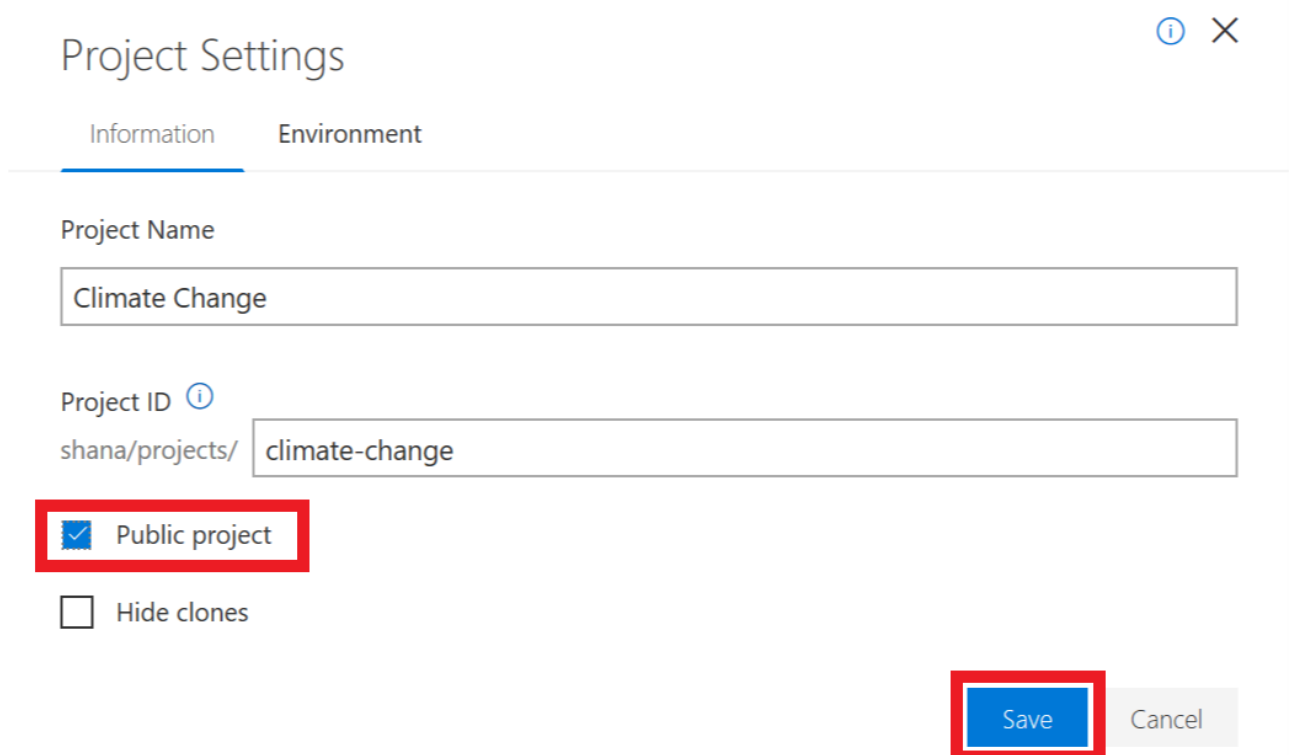 Project Settings
Information Environment
Project Name
Climate Change
Project ID
shana/projects/ climate-change
Public project
Hide clones
Save Cancel